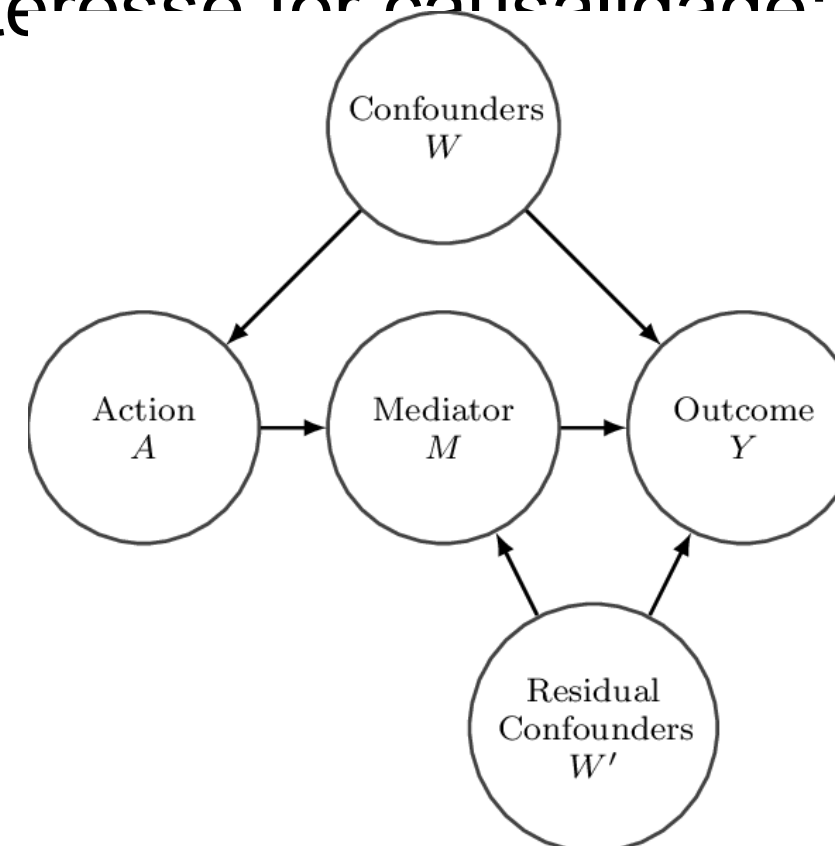 Confounders
W
Action
A
Mediator
M
Outcome
Y
Residual
Confounders
W′